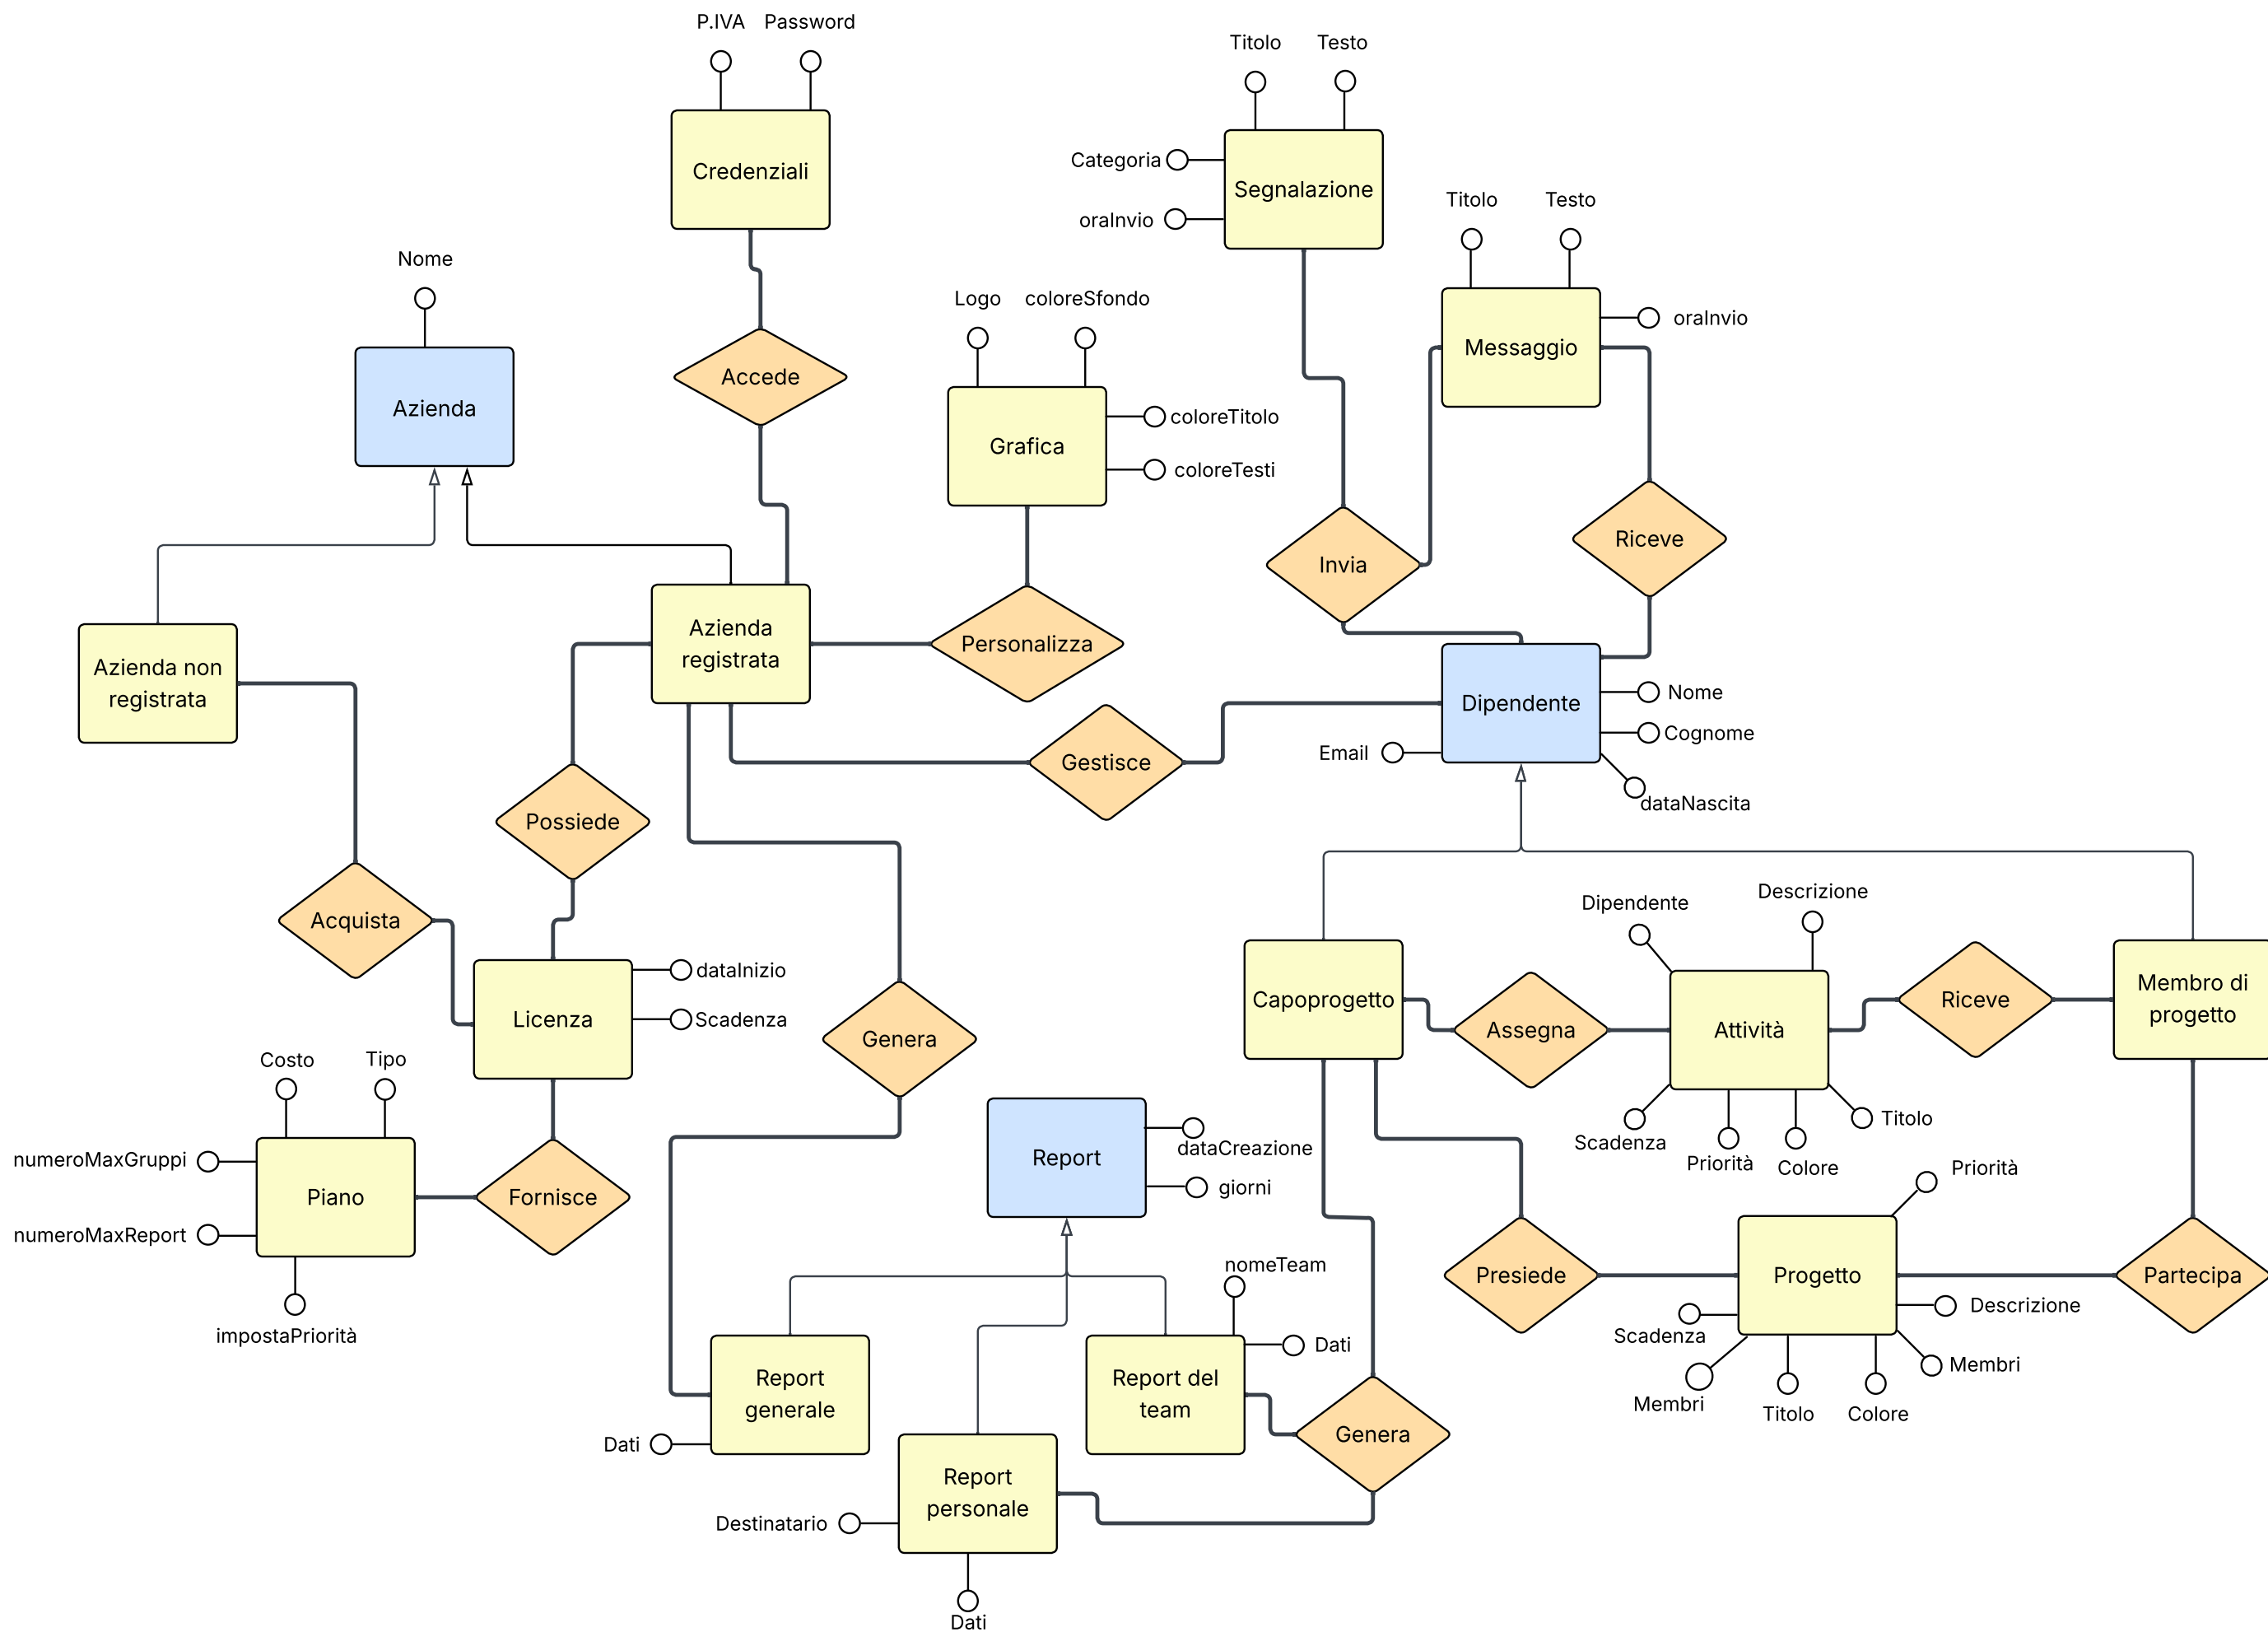 P.IVA
Password
Titolo
Testo
Credenziali
Categoria
Segnalazione
oraInvio
Titolo
Testo
Nome
Logo
coloreSfondo
oraInvio
Messaggio
Accede
Azienda
coloreTitolo
Grafica
coloreTesti
Riceve
Invia
Azienda
registrata
Personalizza
Azienda non
registrata
Dipendente
Nome
Cognome
Email
dataNascita
Gestisce
Possiede
Acquista
Dipendente
Descrizione
dataInizio
Licenza
Scadenza
Genera
Capoprogetto
Assegna
Attività
Riceve
Membro di
progetto
Costo
Tipo
Scadenza
Priorità
Colore
Titolo
numeroMaxGruppi
Piano
numeroMaxReport
impostaPriorità
Fornisce
Report
dataCreazione
giorni
Priorità
Presiede
Progetto
Partecipa
Scadenza
Descrizione
Membri
Membri
Titolo
Colore
nomeTeam
Dati
Report
generale
Report del
team
Genera
Dati
Report
personale
Destinatario
Dati